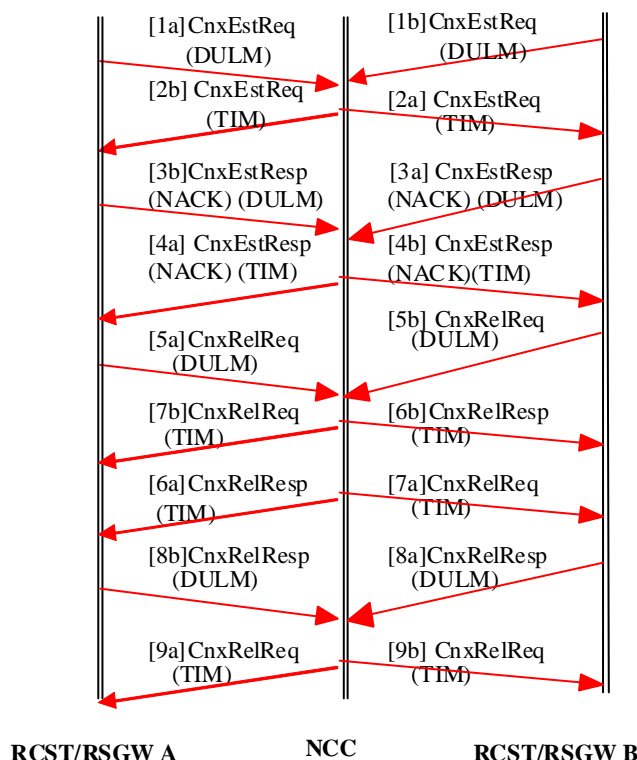 [1a]CnxEstReq
(DULM)
[1b]CnxEstReq
(DULM)
[2b] CnxEstReq
(TIM)
[2a] CnxEstReq
(TIM)
[3b]CnxEstResp
(NACK) (DULM)
[3a] CnxEstResp
(NACK) (DULM)
[4a] CnxEstResp
(NACK) (TIM)
[4b] CnxEstResp
(NACK)(TIM)
[5a]CnxRelReq
(DULM)
[5b] CnxRelReq
(DULM)
[7b]CnxRelReq
(TIM)
[6b]CnxRelResp
(TIM)
[6a]CnxRelResp
(TIM)
[7a]CnxRelReq
(TIM)
[8b]CnxRelResp
(DULM)
[8a]CnxRelResp
(DULM)
[9a]CnxRelReq
(TIM)
[9b] CnxRelReq
(TIM)
RCST/RSGW A
NCC
RCST/RSGW B